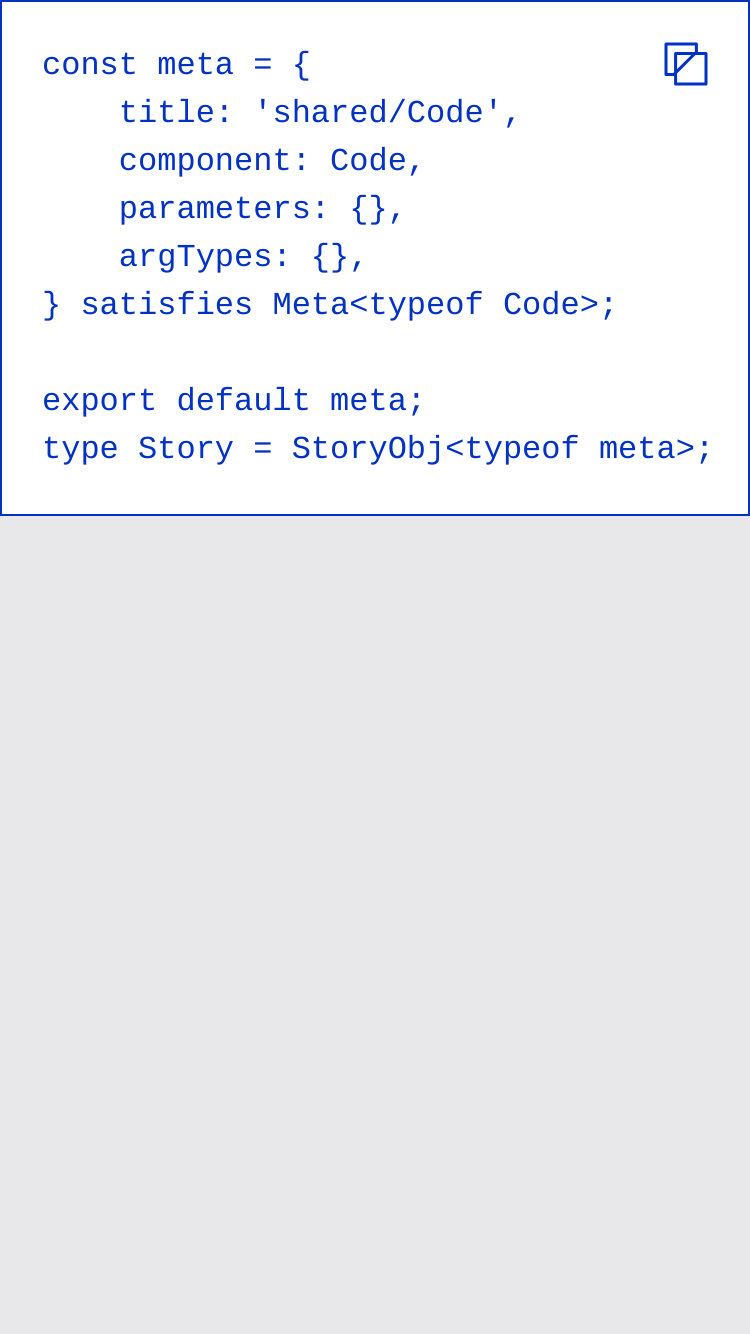 const meta = {
    title: 'shared/Code',
    component: Code,
    parameters: {},
    argTypes: {},
} satisfies Meta<typeof Code>;

export default meta;
type Story = StoryObj<typeof meta>;